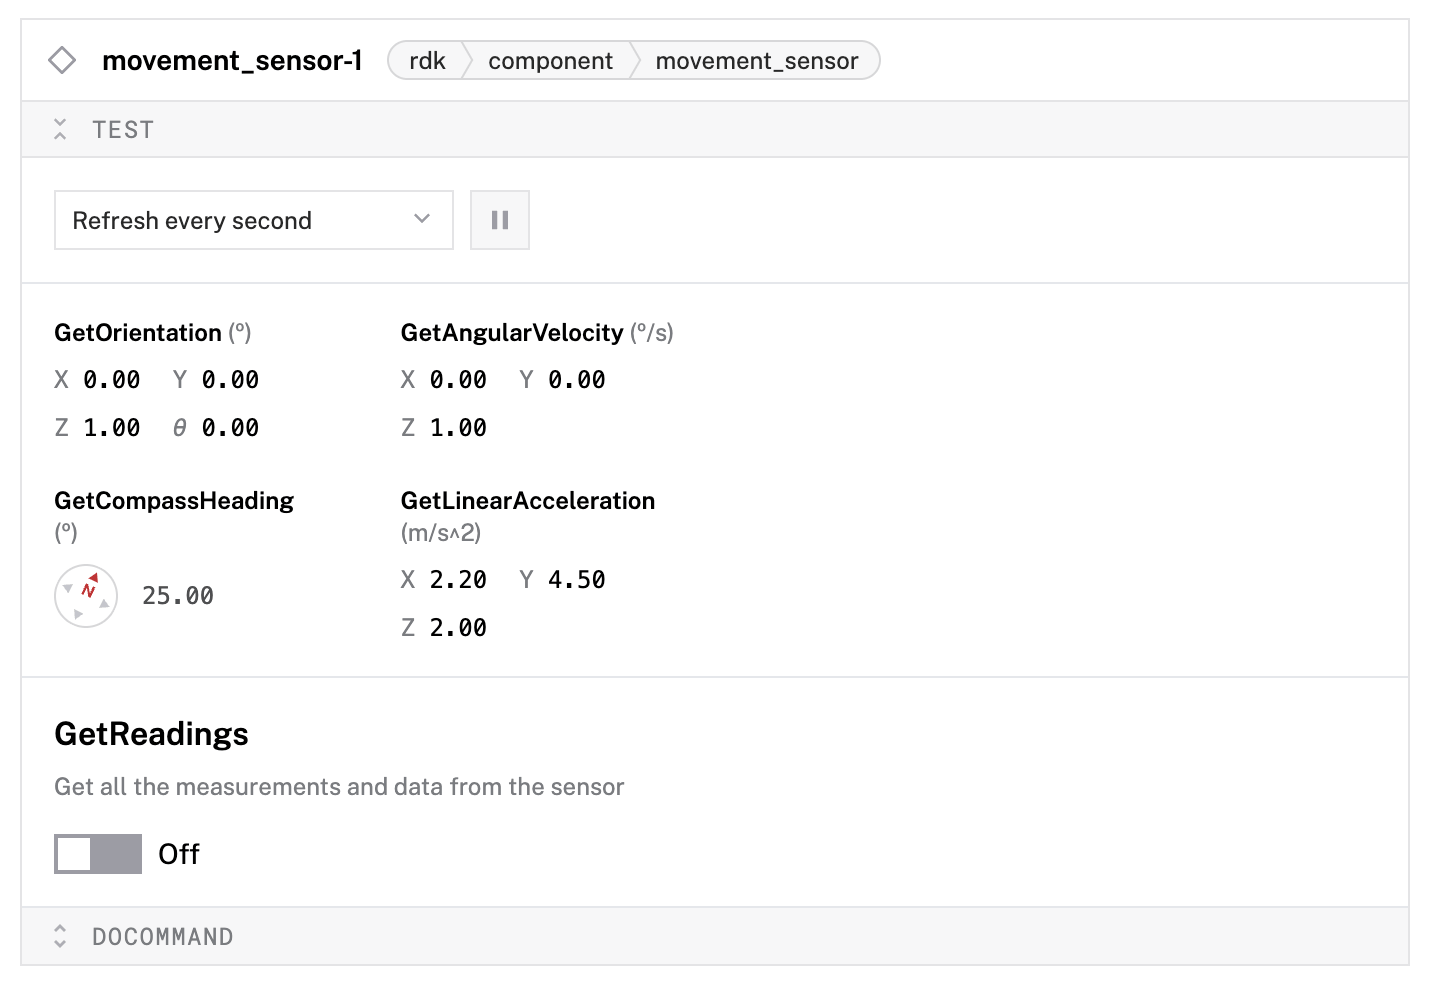 movement_sensor-1 rdk component movement_sensor
TEST
Refresh every second
GetOrientation (º)
X 0.00 Y 0.00
Z 1.00 θ 0.00
GetAngularVelocity (º/s)
X 0.00 Y 0.00
Z 1.00
GetCompassHeading
(º)
N 25.00
GetLinearAcceleration
(m/s^2)
X 2.20 Y 4.50
Z 2.00
GetReadings
Get all the measurements and data from the sensor
Off
DOCOMMAND